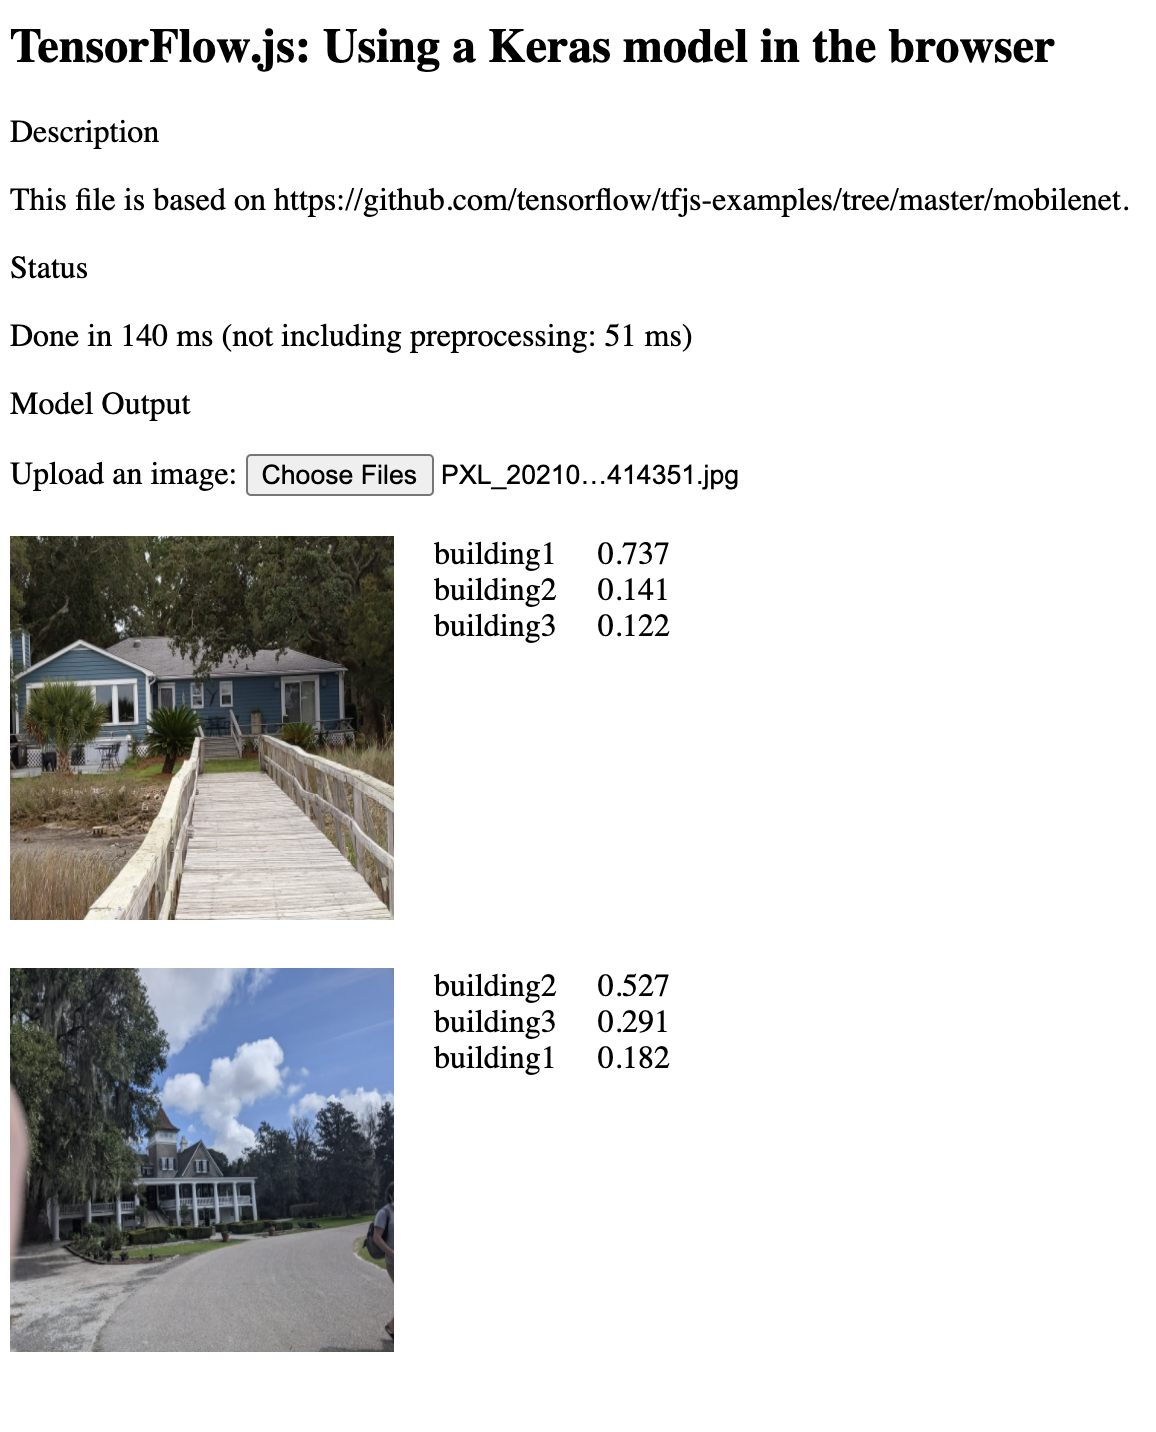 TensorFlow.js: Using a Keras model in the browser
Description
This file is based on https://github.com/tensorflow/tfjs-examples/tree/master/mobilenet.
Status
Done in 140 ms (not including preprocessing: 51 ms)
Model Output
Upload an image: Choose Files PXL_20210…414351.jpg
building1 0.737
building2 0.141
building3 0.122
building2 0.527
building3 0.291
building1 0.182